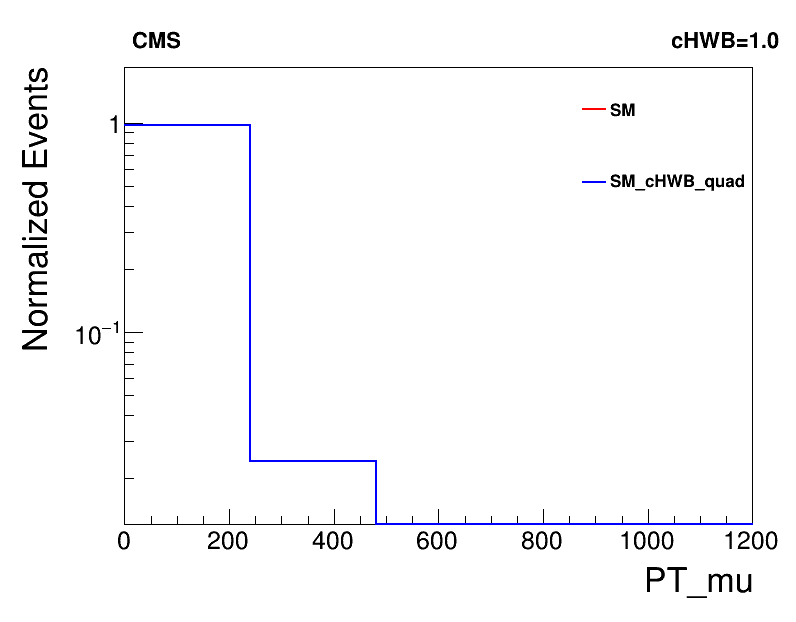 CMS
cHWB=1.0
Normalized Events
1
10⁻¹
SM
SM_cHWB_quad
0 200 400 600 800 1000 1200
PT_mu